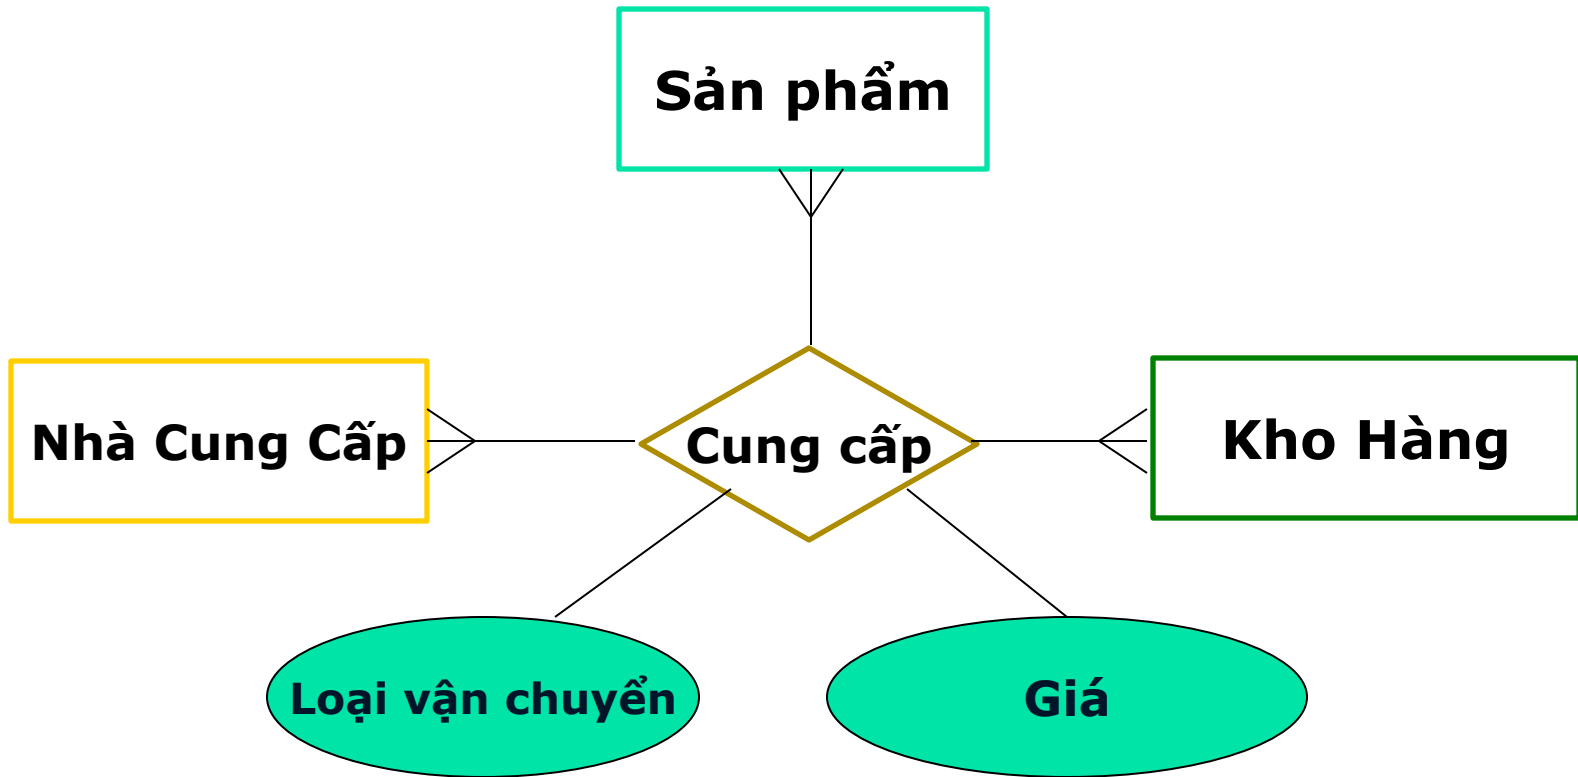 Sản phẩm
Nhà Cung Cấp
Cung cấp
Kho Hàng
Loại vận chuyển
Giá